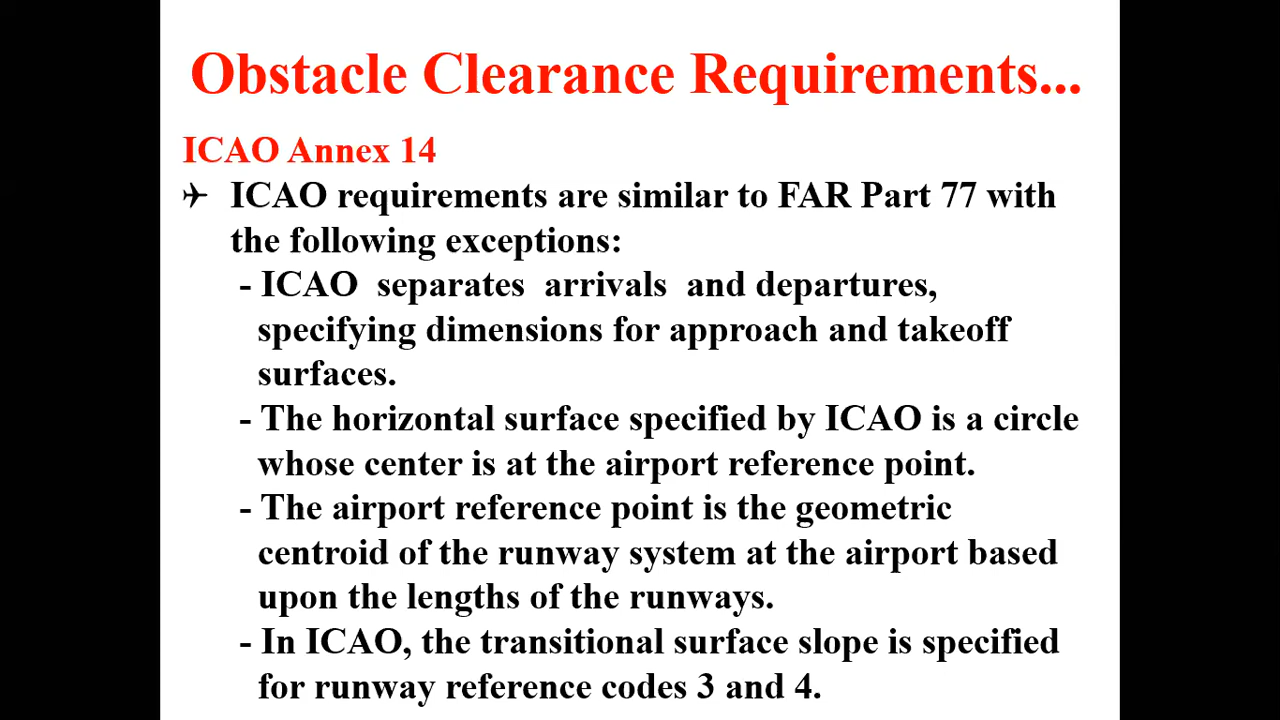 Obstacle Clearance Requirements...
ICAO Annex 14
✈ ICAO requirements are similar to FAR Part 77 with
the following exceptions:
- ICAO separates arrivals and departures,
specifying dimensions for approach and takeoff
surfaces.
- The horizontal surface specified by ICAO is a circle
whose center is at the airport reference point.
- The airport reference point is the geometric
centroid of the runway system at the airport based
upon the lengths of the runways.
- In ICAO, the transitional surface slope is specified
for runway reference codes 3 and 4.